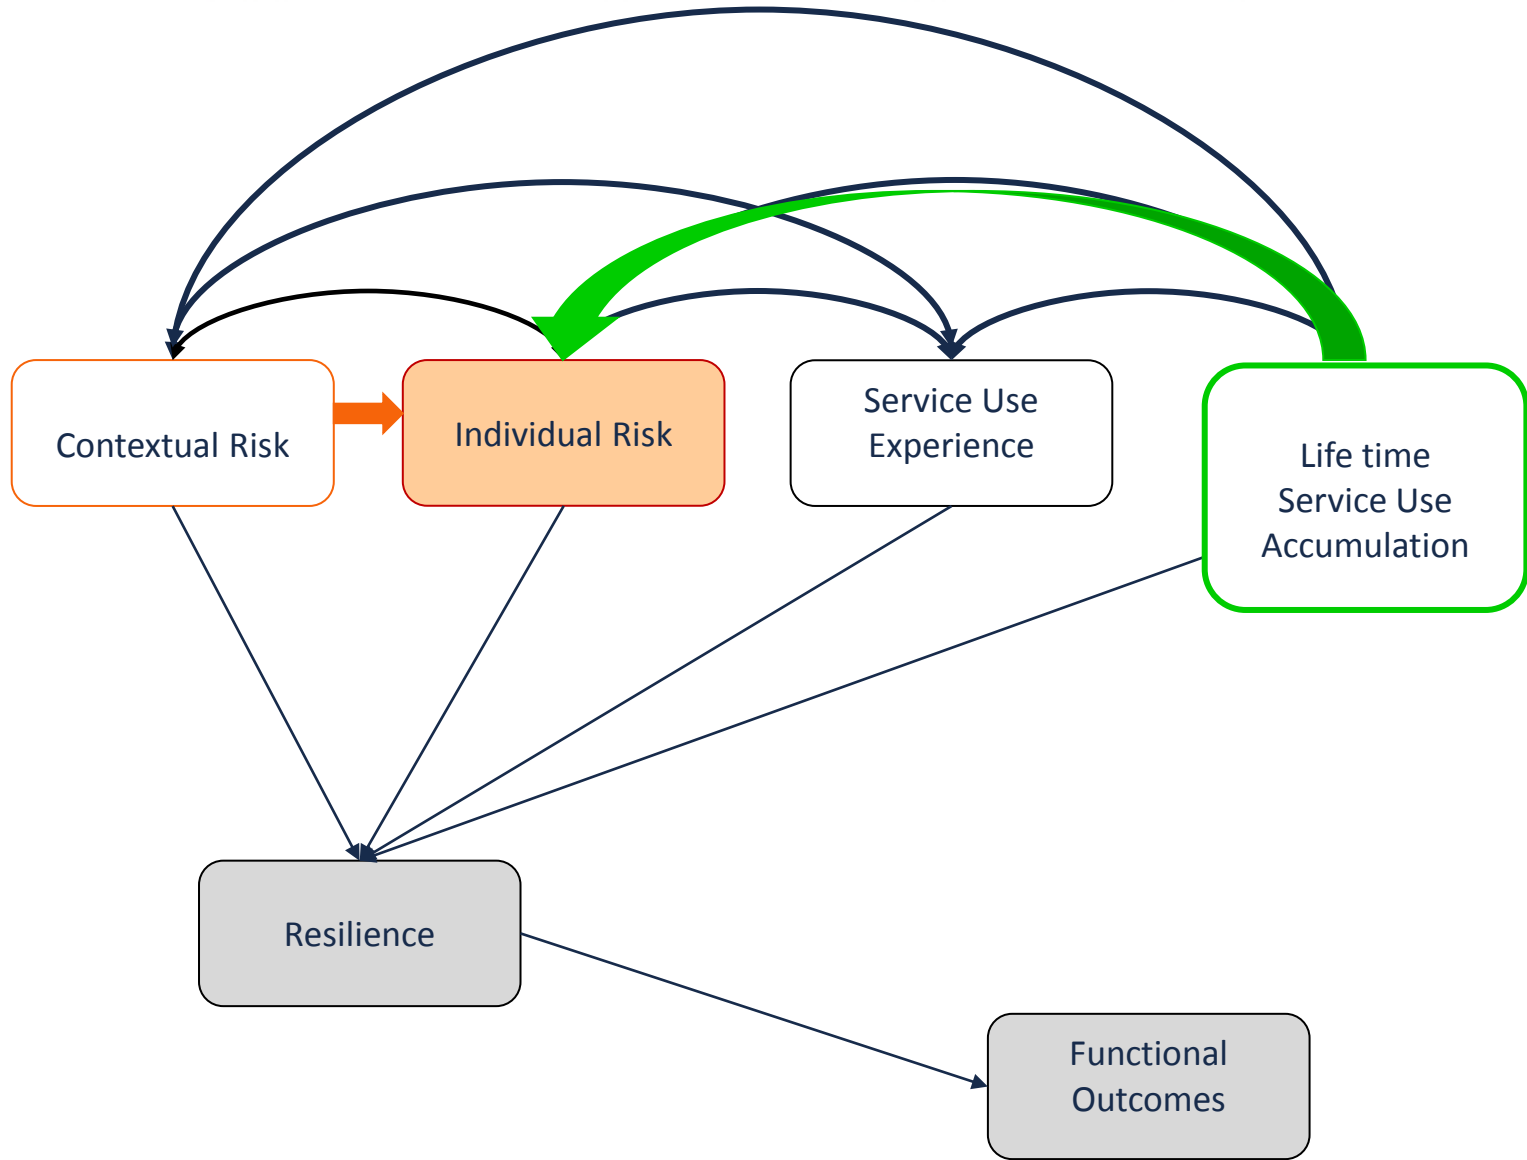 Contextual Risk
Individual Risk
Service Use
Experience
Life time
Service Use
Accumulation
Resilience
Functional
Outcomes